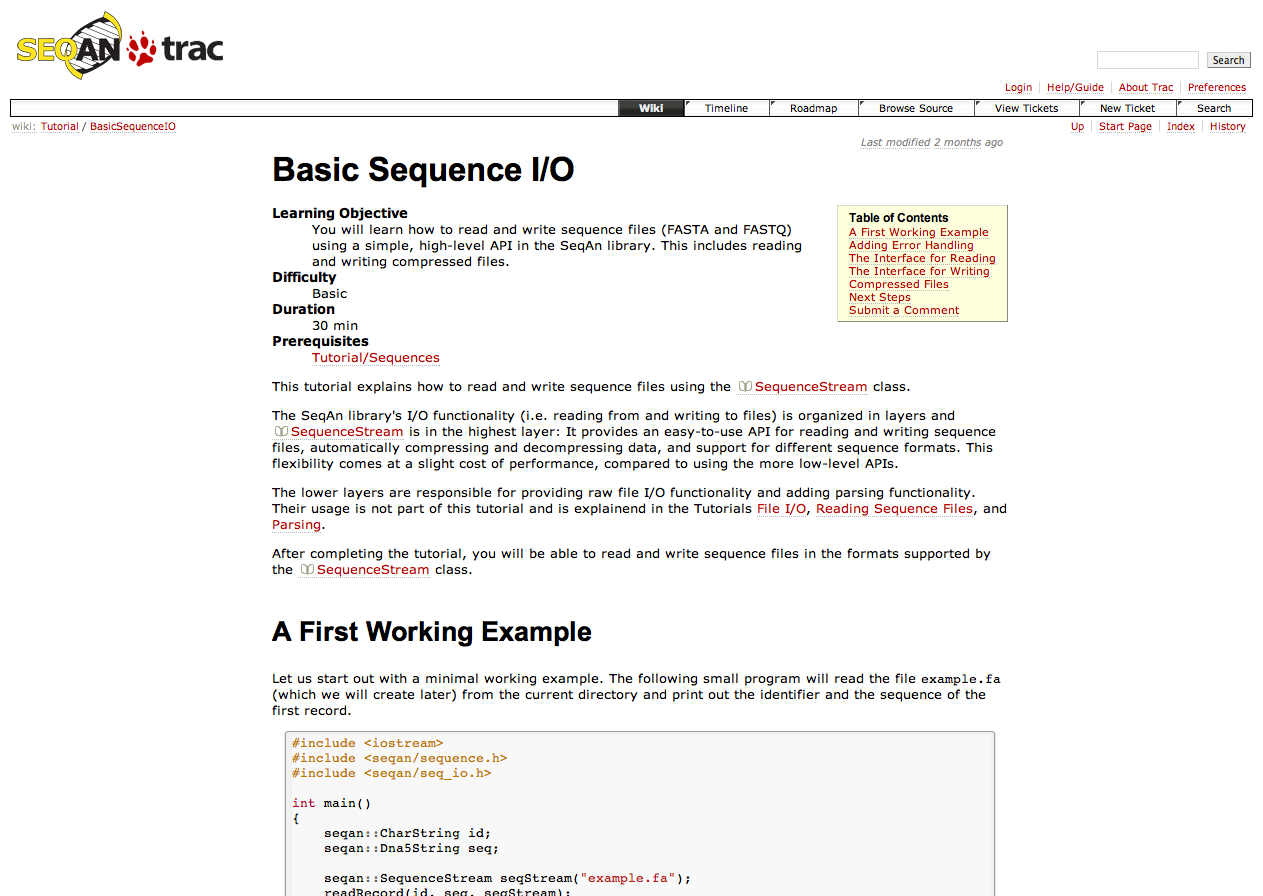 SEQAN trac
Search
Login Help/Guide About Trac Preferences
Wiki Timeline Roadmap Browse Source View Tickets New Ticket Search
wiki: Tutorial / BasicSequenceIO
Up Start Page Index History
Last modified 2 months ago
Basic Sequence I/O
Learning Objective
You will learn how to read and write sequence files (FASTA and FASTQ)
using a simple, high-level API in the SeqAn library. This includes reading
and writing compressed files.
Difficulty
Basic
Duration
30 min
Prerequisites
Tutorial/Sequences
Table of Contents
A First Working Example
Adding Error Handling
The Interface for Reading
The Interface for Writing
Compressed Files
Next Steps
Submit a Comment
This tutorial explains how to read and write sequence files using the SequenceStream class.
The SeqAn library's I/O functionality (i.e. reading from and writing to files) is organized in layers and
SequenceStream is in the highest layer: It provides an easy-to-use API for reading and writing sequence
files, automatically compressing and decompressing data, and support for different sequence formats. This
flexibility comes at a slight cost of performance, compared to using the more low-level APIs.
The lower layers are responsible for providing raw file I/O functionality and adding parsing functionality.
Their usage is not part of this tutorial and is explainend in the Tutorials File I/O, Reading Sequence Files, and
Parsing.
After completing the tutorial, you will be able to read and write sequence files in the formats supported by
the SequenceStream class.
A First Working Example
Let us start out with a minimal working example. The following small program will read the file example.fa
(which we will create later) from the current directory and print out the identifier and the sequence of the
first record.
#include <iostream>
#include <seqan/sequence.h>
#include <seqan/seq_io.h>
int main()
{
seqan::CharString id;
seqan::Dna5String seq;
seqan::SequenceStream seqStream("example.fa");
readRecord(id, seq, seqStream);